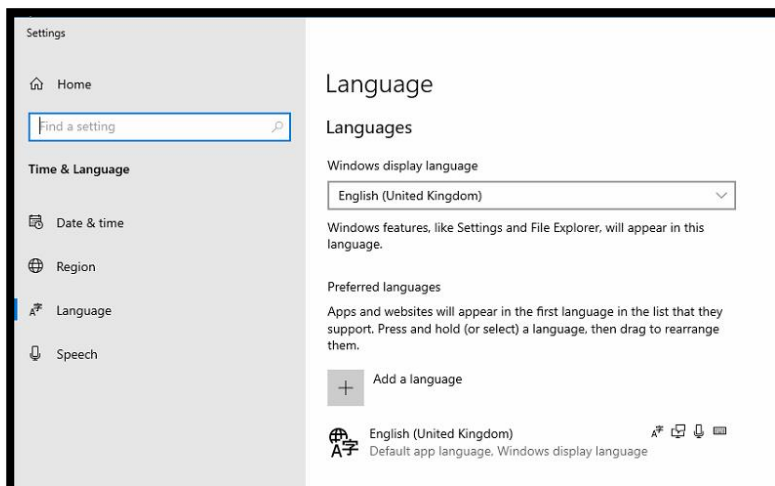 Settings
Home
Find a setting
Time & Language
Date & time
Region
Language
Speech
Language
Languages
Windows display language
English (United Kingdom)
Windows features, like Settings and File Explorer, will appear in this
language.
Preferred languages
Apps and websites will appear in the first language in the list that they
support. Press and hold (or select) a language, then drag to rearrange
them.
Add a language
English (United Kingdom)
Default app language, Windows display language